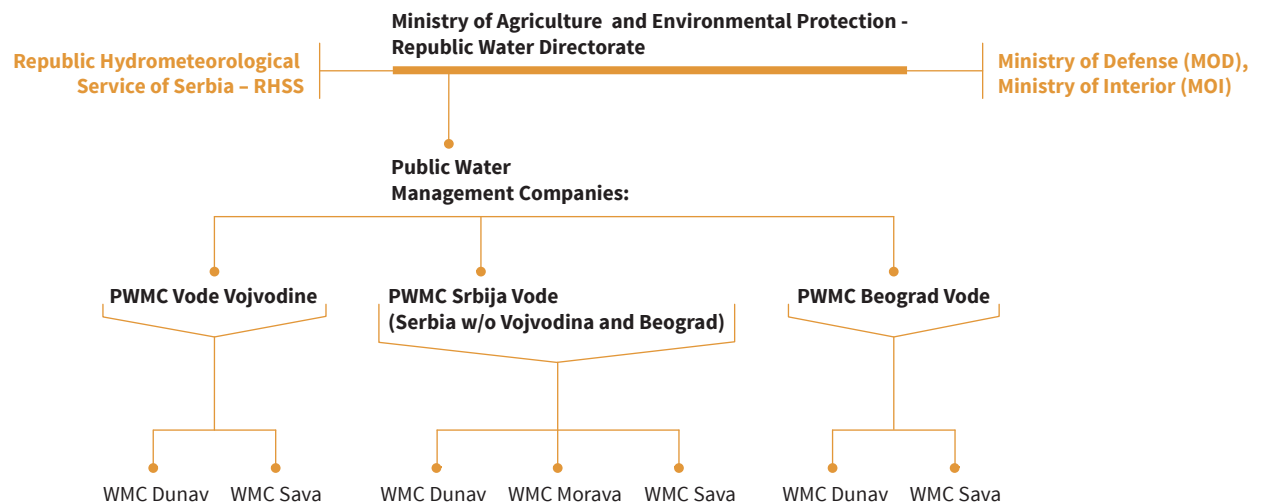 Ministry of Agriculture and Environmental Protection -
Republic Water Directorate
Republic Hydrometeorological
Service of Serbia – RHSS
Ministry of Defense (MOD),
Ministry of Interior (MOI)
Public Water
Management Companies:
PWMC Vode Vojvodine
PWMC Srbija Vode
(Serbia w/o Vojvodina and Beograd)
PWMC Beograd Vode
WMC Dunav
WMC Sava
WMC Dunav
WMC Morava
WMC Sava
WMC Dunav
WMC Sava